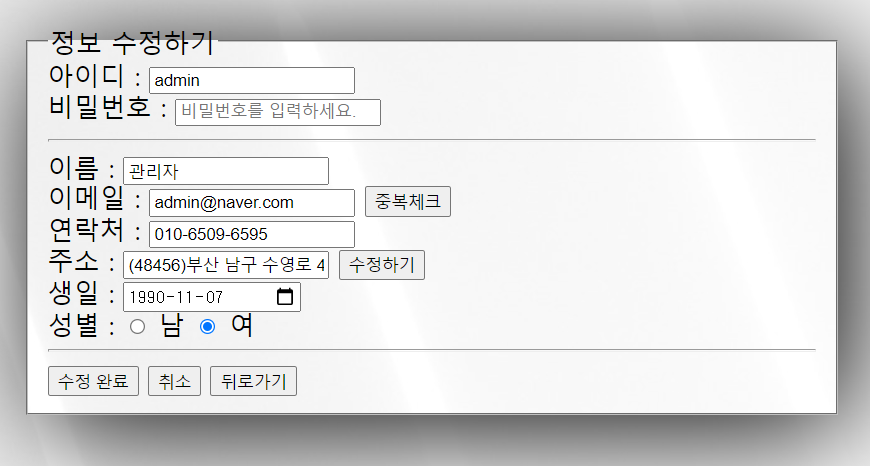 정보 수정하기
아이디 : admin
비밀번호 : 비밀번호를 입력하세요.
이름 : 관리자
이메일 : admin@naver.com 중복체크
연락처 : 010-6509-6595
주소 : (48456)부산 남구 수영로 4 수정하기
생일 : 1990-11-07
성별 : 남 여
수정 완료 취소 뒤로가기